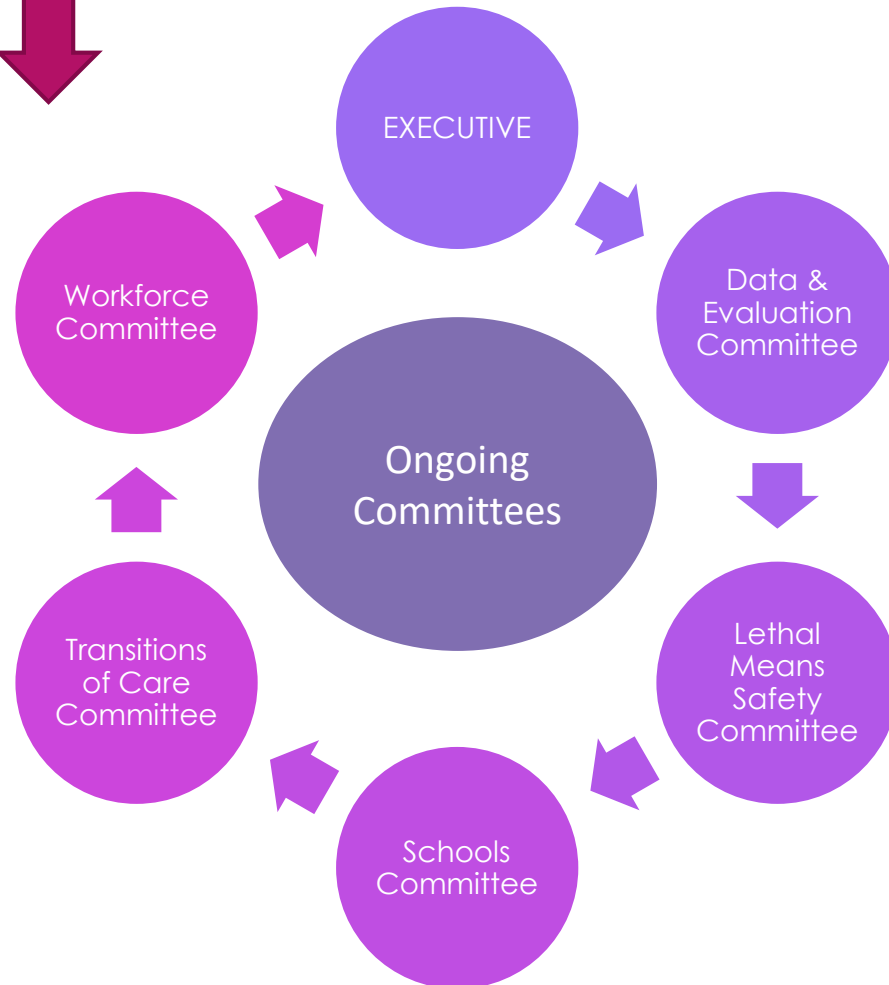 EXECUTIVE
Data &
Evaluation
Committee
Lethal
Means
Safety
Committee
Schools
Committee
Transitions
of Care
Committee
Workforce
Committee
Ongoing
Committees